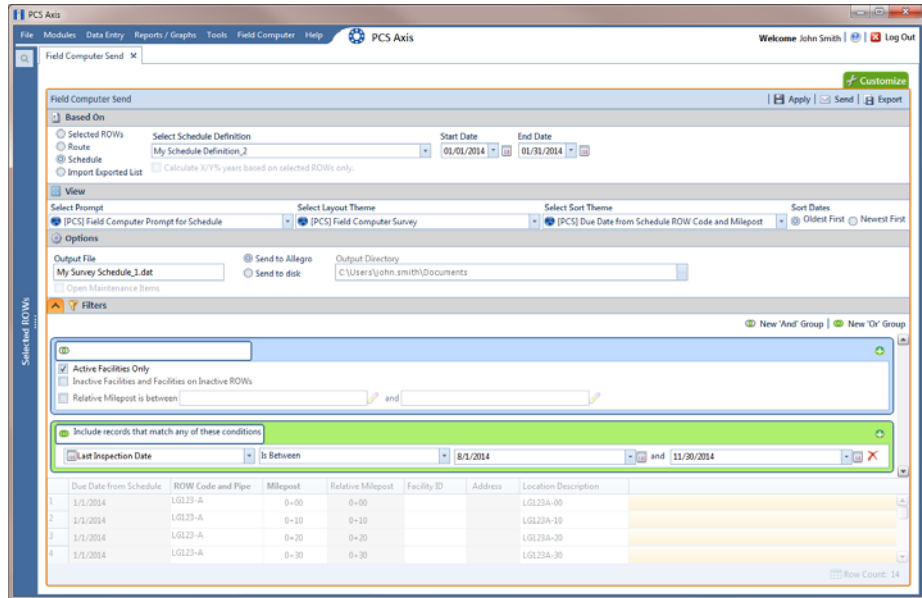 PCS Axis
File Modules Data Entry Reports / Graphs Tools Field Computer Help PCS Axis Welcome John Smith | | Log Out
Field Computer Send
Customize
Field Computer Send | Apply | Send | Export
Based On
Selected ROWs
Route
Schedule
Import Exported List
Select Schedule Definition
My Schedule Definition_2
Calculate X/Y% years based on selected ROWs only.
Start Date End Date
01/01/2014 01/31/2014
View
Select Prompt Select Layout Theme Select Sort Theme Sort Dates
[PCS] Field Computer Prompt for Schedule [PCS] Field Computer Survey [PCS] Due Date from Schedule ROW Code and Milepost Oldest First Newest First
Options
Output File Send to Allegro Output Directory
My Survey Schedule_1.dat Send to disk C:\Users\john.smith\Documents
Open Maintenance Items
Filters
Selected ROWs
New 'And' Group | New 'Or' Group
Active Facilities Only
Inactive Facilities and Facilities on Inactive ROWs
Relative Milepost is between and
Include records that match any of these conditions
Last Inspection Date Is Between 8/1/2014 and 11/30/2014
Due Date from Schedule ROW Code and Pipe Milepost Relative Milepost Facility ID Address Location Description
1 1/1/2014 LG123-A 0+00 0+00 LG123A-00
2 1/1/2014 LG123-A 0+10 0+10 LG123A-10
3 1/1/2014 LG123-A 0+20 0+20 LG123A-20
4 1/1/2014 LG123-A 0+30 0+30 LG123A-30
Row Count: 14